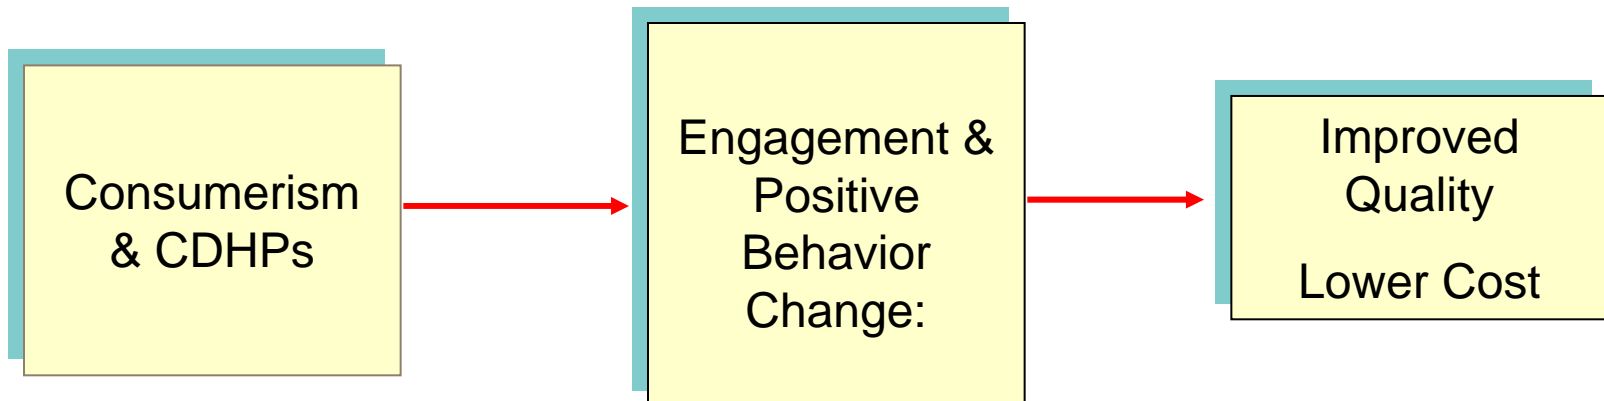 Consumerism
& CDHPs
Engagement &
Positive
Behavior
Change:
Improved
Quality
Lower Cost